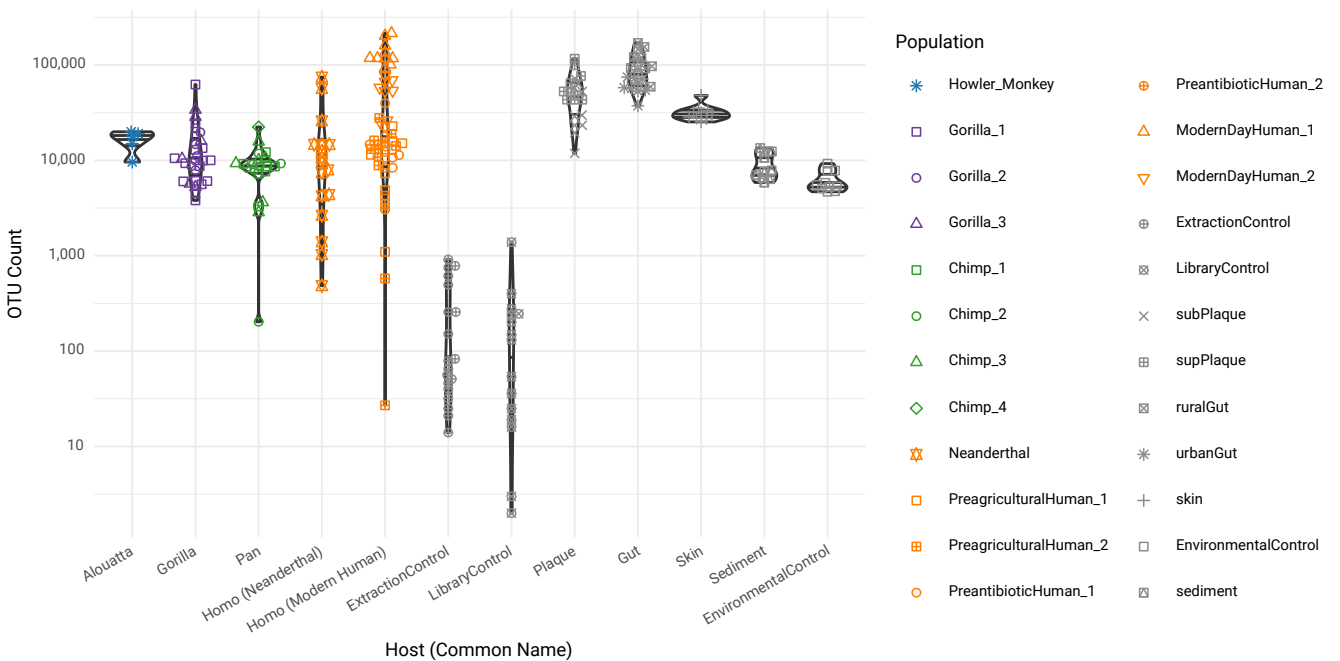 OTU Count
100,000
10,000
1,000
100
10
Alouatta
Gorilla
Pan
Homo (Neanderthal)
Homo (Modern Human)
ExtractionControl
LibraryControl
Plaque
Gut
Skin
Sediment
EnvironmentalControl
Host (Common Name)
Population
Howler_Monkey
Gorilla_1
Gorilla_2
Gorilla_3
Chimp_1
Chimp_2
Chimp_3
Chimp_4
Neanderthal
PreagriculturalHuman_1
PreagriculturalHuman_2
PreantibioticHuman_1
PreantibioticHuman_2
ModernDayHuman_1
ModernDayHuman_2
ExtractionControl
LibraryControl
subPlaque
supPlaque
ruralGut
urbanGut
skin
EnvironmentalControl
sediment